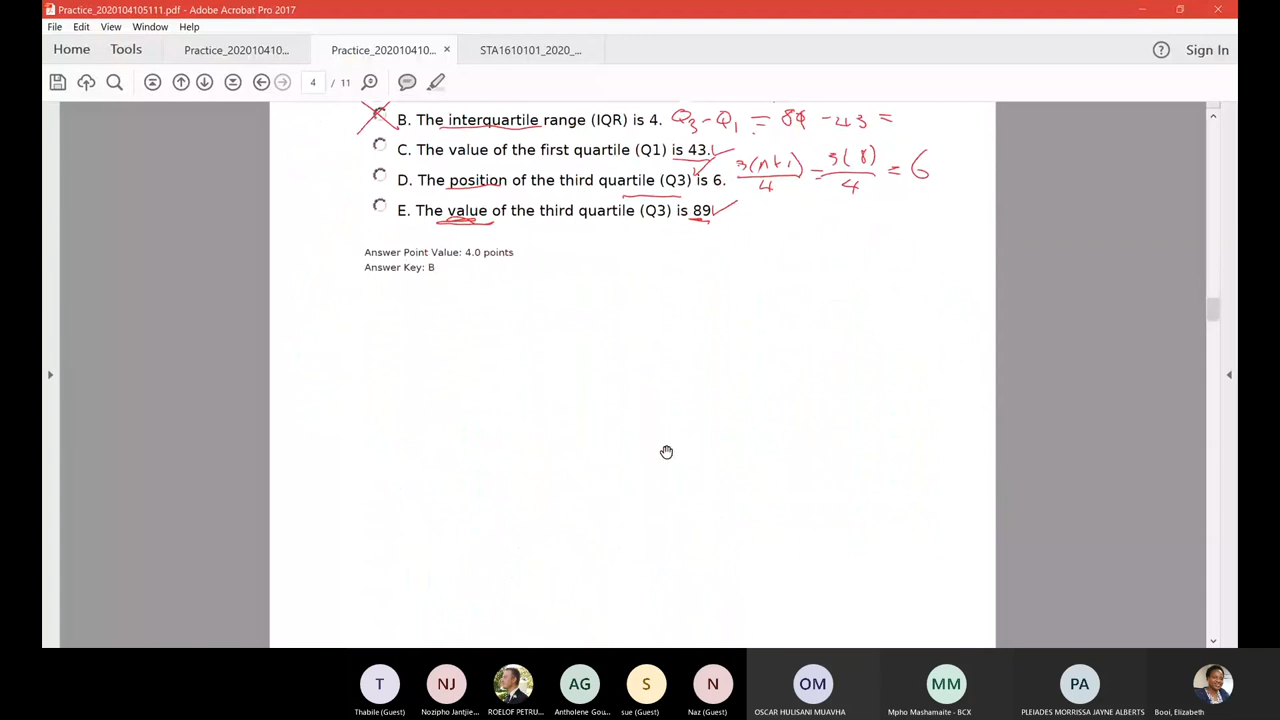 Practice_2020104105111.pdf - Adobe Acrobat Pro 2017
File Edit View Window Help
Home Tools Practice_202010410... Practice_202010410... × STA1610101_2020_... Sign In
4 / 11
B. The interquartile range (IQR) is 4. Q3 - Q1 = 89 - 43 =
C. The value of the first quartile (Q1) is 43.
D. The position of the third quartile (Q3) is 6. 3(n+1)/4 = 3(8)/4 = 6
E. The value of the third quartile (Q3) is 89.
Answer Point Value: 4.0 points
Answer Key: B
T NJ AG S N OM MM PA
Thabile (Guest) Nozipho Jantjie... ROELOF PETRU... Antholene Gou... sue (Guest) Naz (Guest) OSCAR HULISANI MUAVHA Mpho Mashamaite - BCX PLEIADES MORRISSA JAYNE ALBERTS Booi, Elizabeth